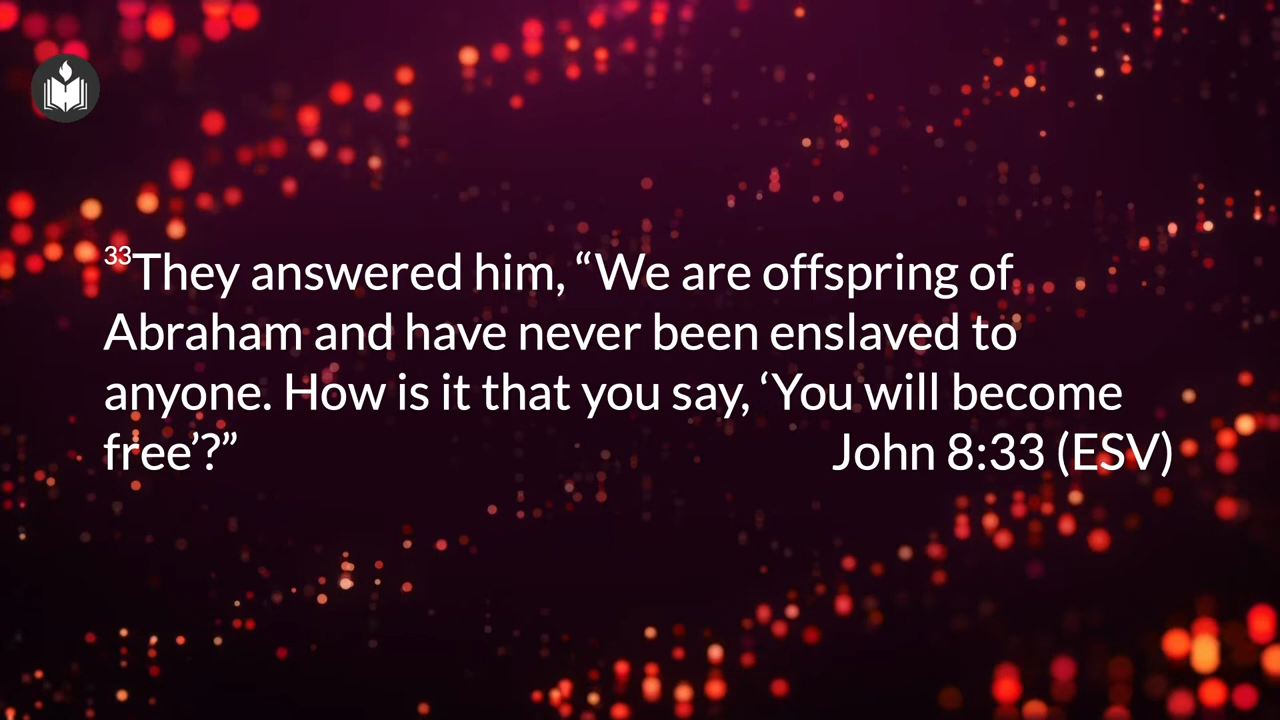 33They answered him, “We are offspring of
Abraham and have never been enslaved to
anyone. How is it that you say, ‘You will become
free’?” John 8:33 (ESV)